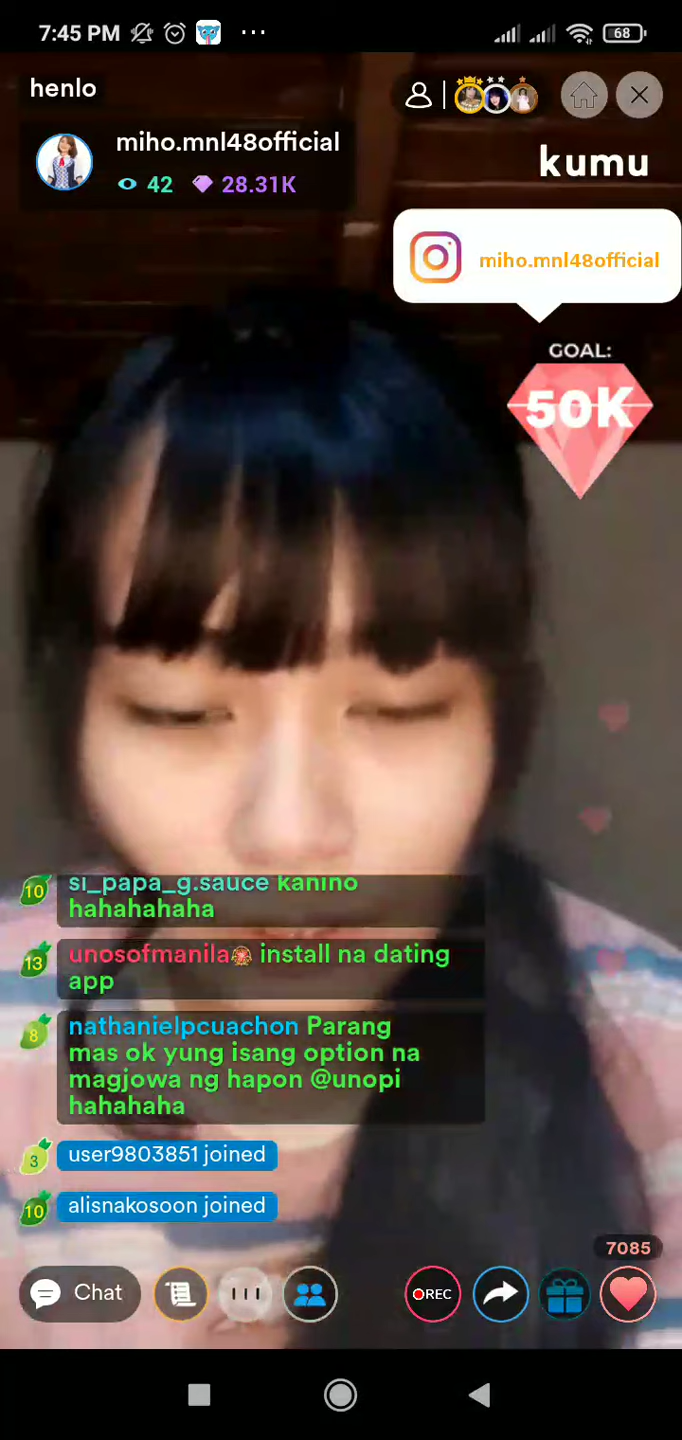 7:45 PM
68
henlo
miho.mnl48official
42 28.31K
kumu
miho.mnl48official
GOAL:
50K
10 si_papa_g.sauce kanino
hahahahaha
13 unosofmanila install na dating
app
8 nathanielpcuachon Parang
mas ok yung isang option na
magjowa ng hapon @unopi
hahahaha
3 user9803851 joined
10 alisnakosoon joined
7085
Chat
REC